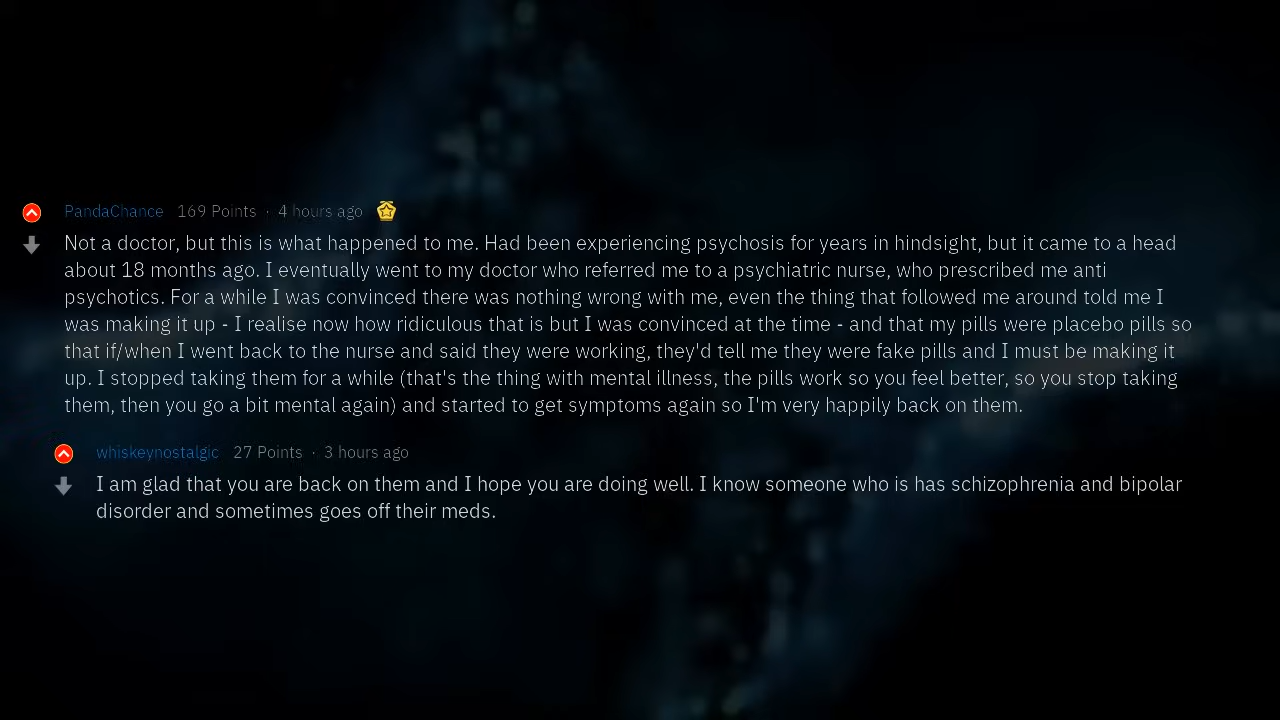 PandaChance 169 Points · 4 hours ago
Not a doctor, but this is what happened to me. Had been experiencing psychosis for years in hindsight, but it came to a head
about 18 months ago. I eventually went to my doctor who referred me to a psychiatric nurse, who prescribed me anti
psychotics. For a while I was convinced there was nothing wrong with me, even the thing that followed me around told me I
was making it up - I realise now how ridiculous that is but I was convinced at the time - and that my pills were placebo pills so
that if/when I went back to the nurse and said they were working, they'd tell me they were fake pills and I must be making it
up. I stopped taking them for a while (that's the thing with mental illness, the pills work so you feel better, so you stop taking
them, then you go a bit mental again) and started to get symptoms again so I'm very happily back on them.
whiskeynostalgic 27 Points · 3 hours ago
I am glad that you are back on them and I hope you are doing well. I know someone who is has schizophrenia and bipolar
disorder and sometimes goes off their meds.